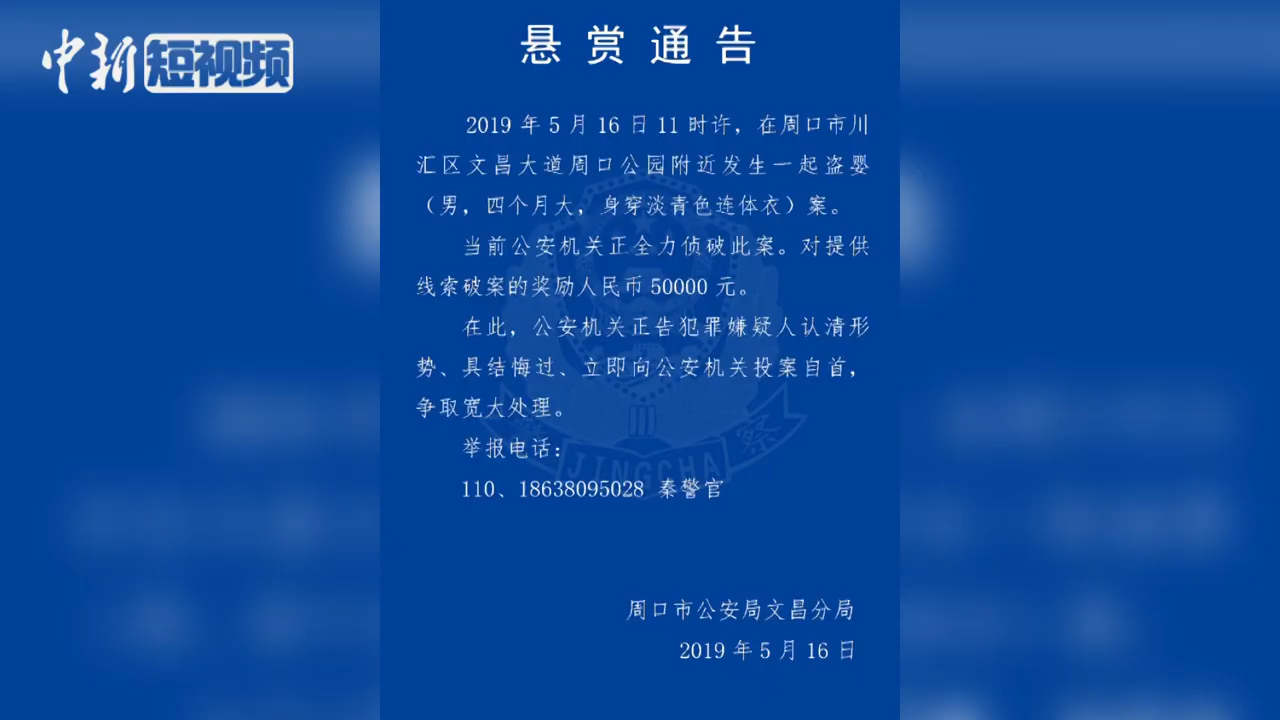 中新短视频
悬赏通告
2019 年 5 月 16 日 11 时许，在周口市川
汇区文昌大道周口公园附近发生一起盗婴
（男，四个月大，身穿淡青色连体衣）案。
当前公安机关正全力侦破此案。对提供
线索破案的奖励人民币 50000 元。
在此，公安机关正告犯罪嫌疑人认清形
势、具结悔过、立即向公安机关投案自首，
争取宽大处理。
举报电话：
110、18638095028 秦警官
警察
JINGCHA
周口市公安局文昌分局
2019 年 5 月 16 日